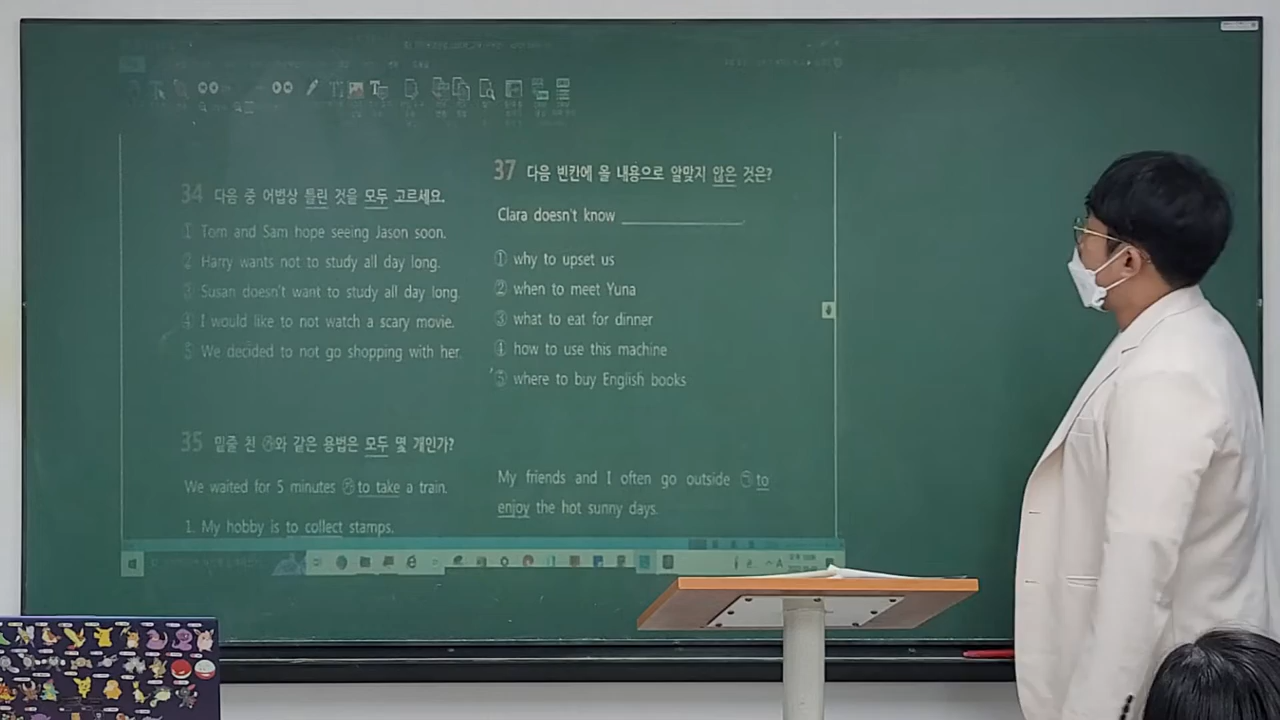 34 다음 중 어법상 틀린 것을 모두 고르세요.
① Tom and Sam hope seeing Jason soon.
② Harry wants not to study all day long.
③ Susan doesn't want to study all day long.
④ I would like to not watch a scary movie.
⑤ We decided to not go shopping with her.
35 밑줄 친 ㉮와 같은 용법은 모두 몇 개인가?
We waited for 5 minutes ㉮to take a train.
1. My hobby is to collect stamps.
37 다음 빈칸에 올 내용으로 알맞지 않은 것은?
Clara doesn't know ____________.
① why to upset us
② when to meet Yuna
③ what to eat for dinner
④ how to use this machine
⑤ where to buy English books
My friends and I often go outside ㉠to
enjoy the hot sunny days.